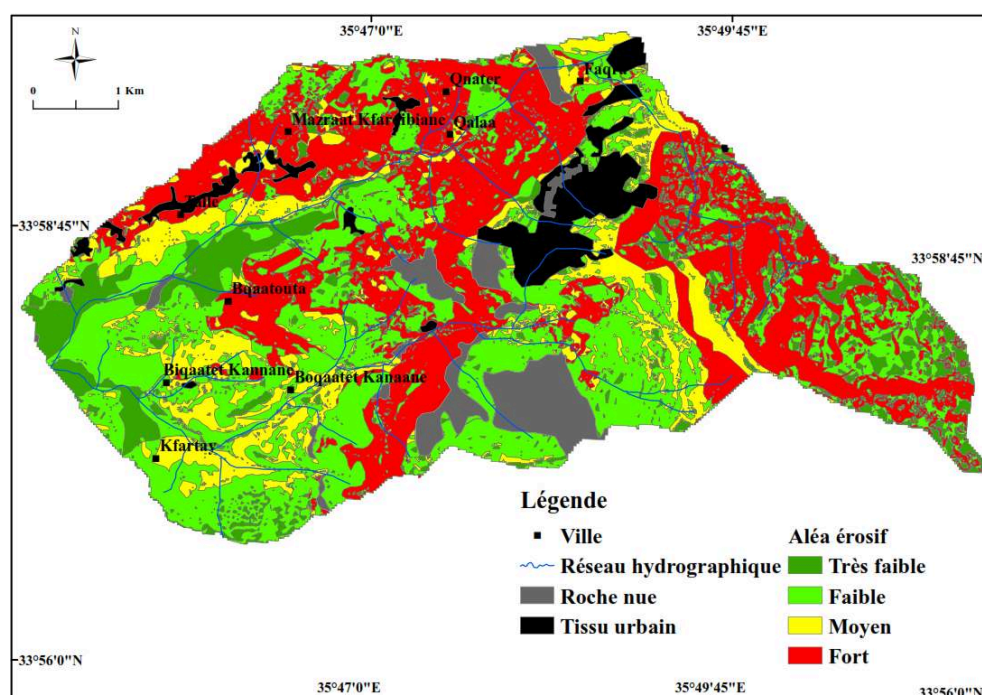 35°47'0"E
35°49'45"E
N
0 1 Km
Faqra
Qnater
Mazraat Kfardibiane
Qalaa
Talle
33°58'45"N
33°58'45"N
Bqaatouta
Biqaatet Kannane
Boqaatet Kanaane
Kfartay
Légende
Ville
Réseau hydrographique
Roche nue
Tissu urbain
Aléa érosif
Très faible
Faible
Moyen
Fort
33°56'0"N
35°47'0"E
35°49'45"E
33°56'0"N